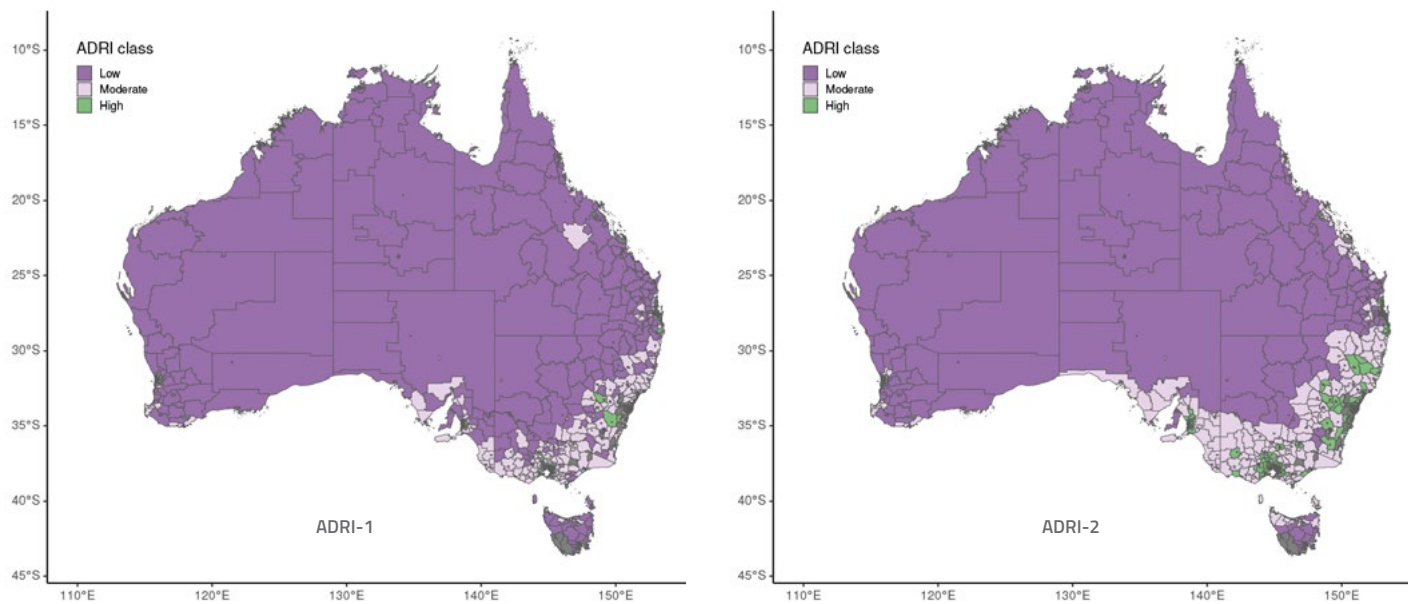 ADRI class
Low
Moderate
High
10°S
15°S
20°S
25°S
30°S
35°S
40°S
45°S
ADRI-1
110°E
120°E
130°E
140°E
150°E
ADRI class
Low
Moderate
High
10°S
15°S
20°S
25°S
30°S
35°S
40°S
45°S
ADRI-2
110°E
120°E
130°E
140°E
150°E